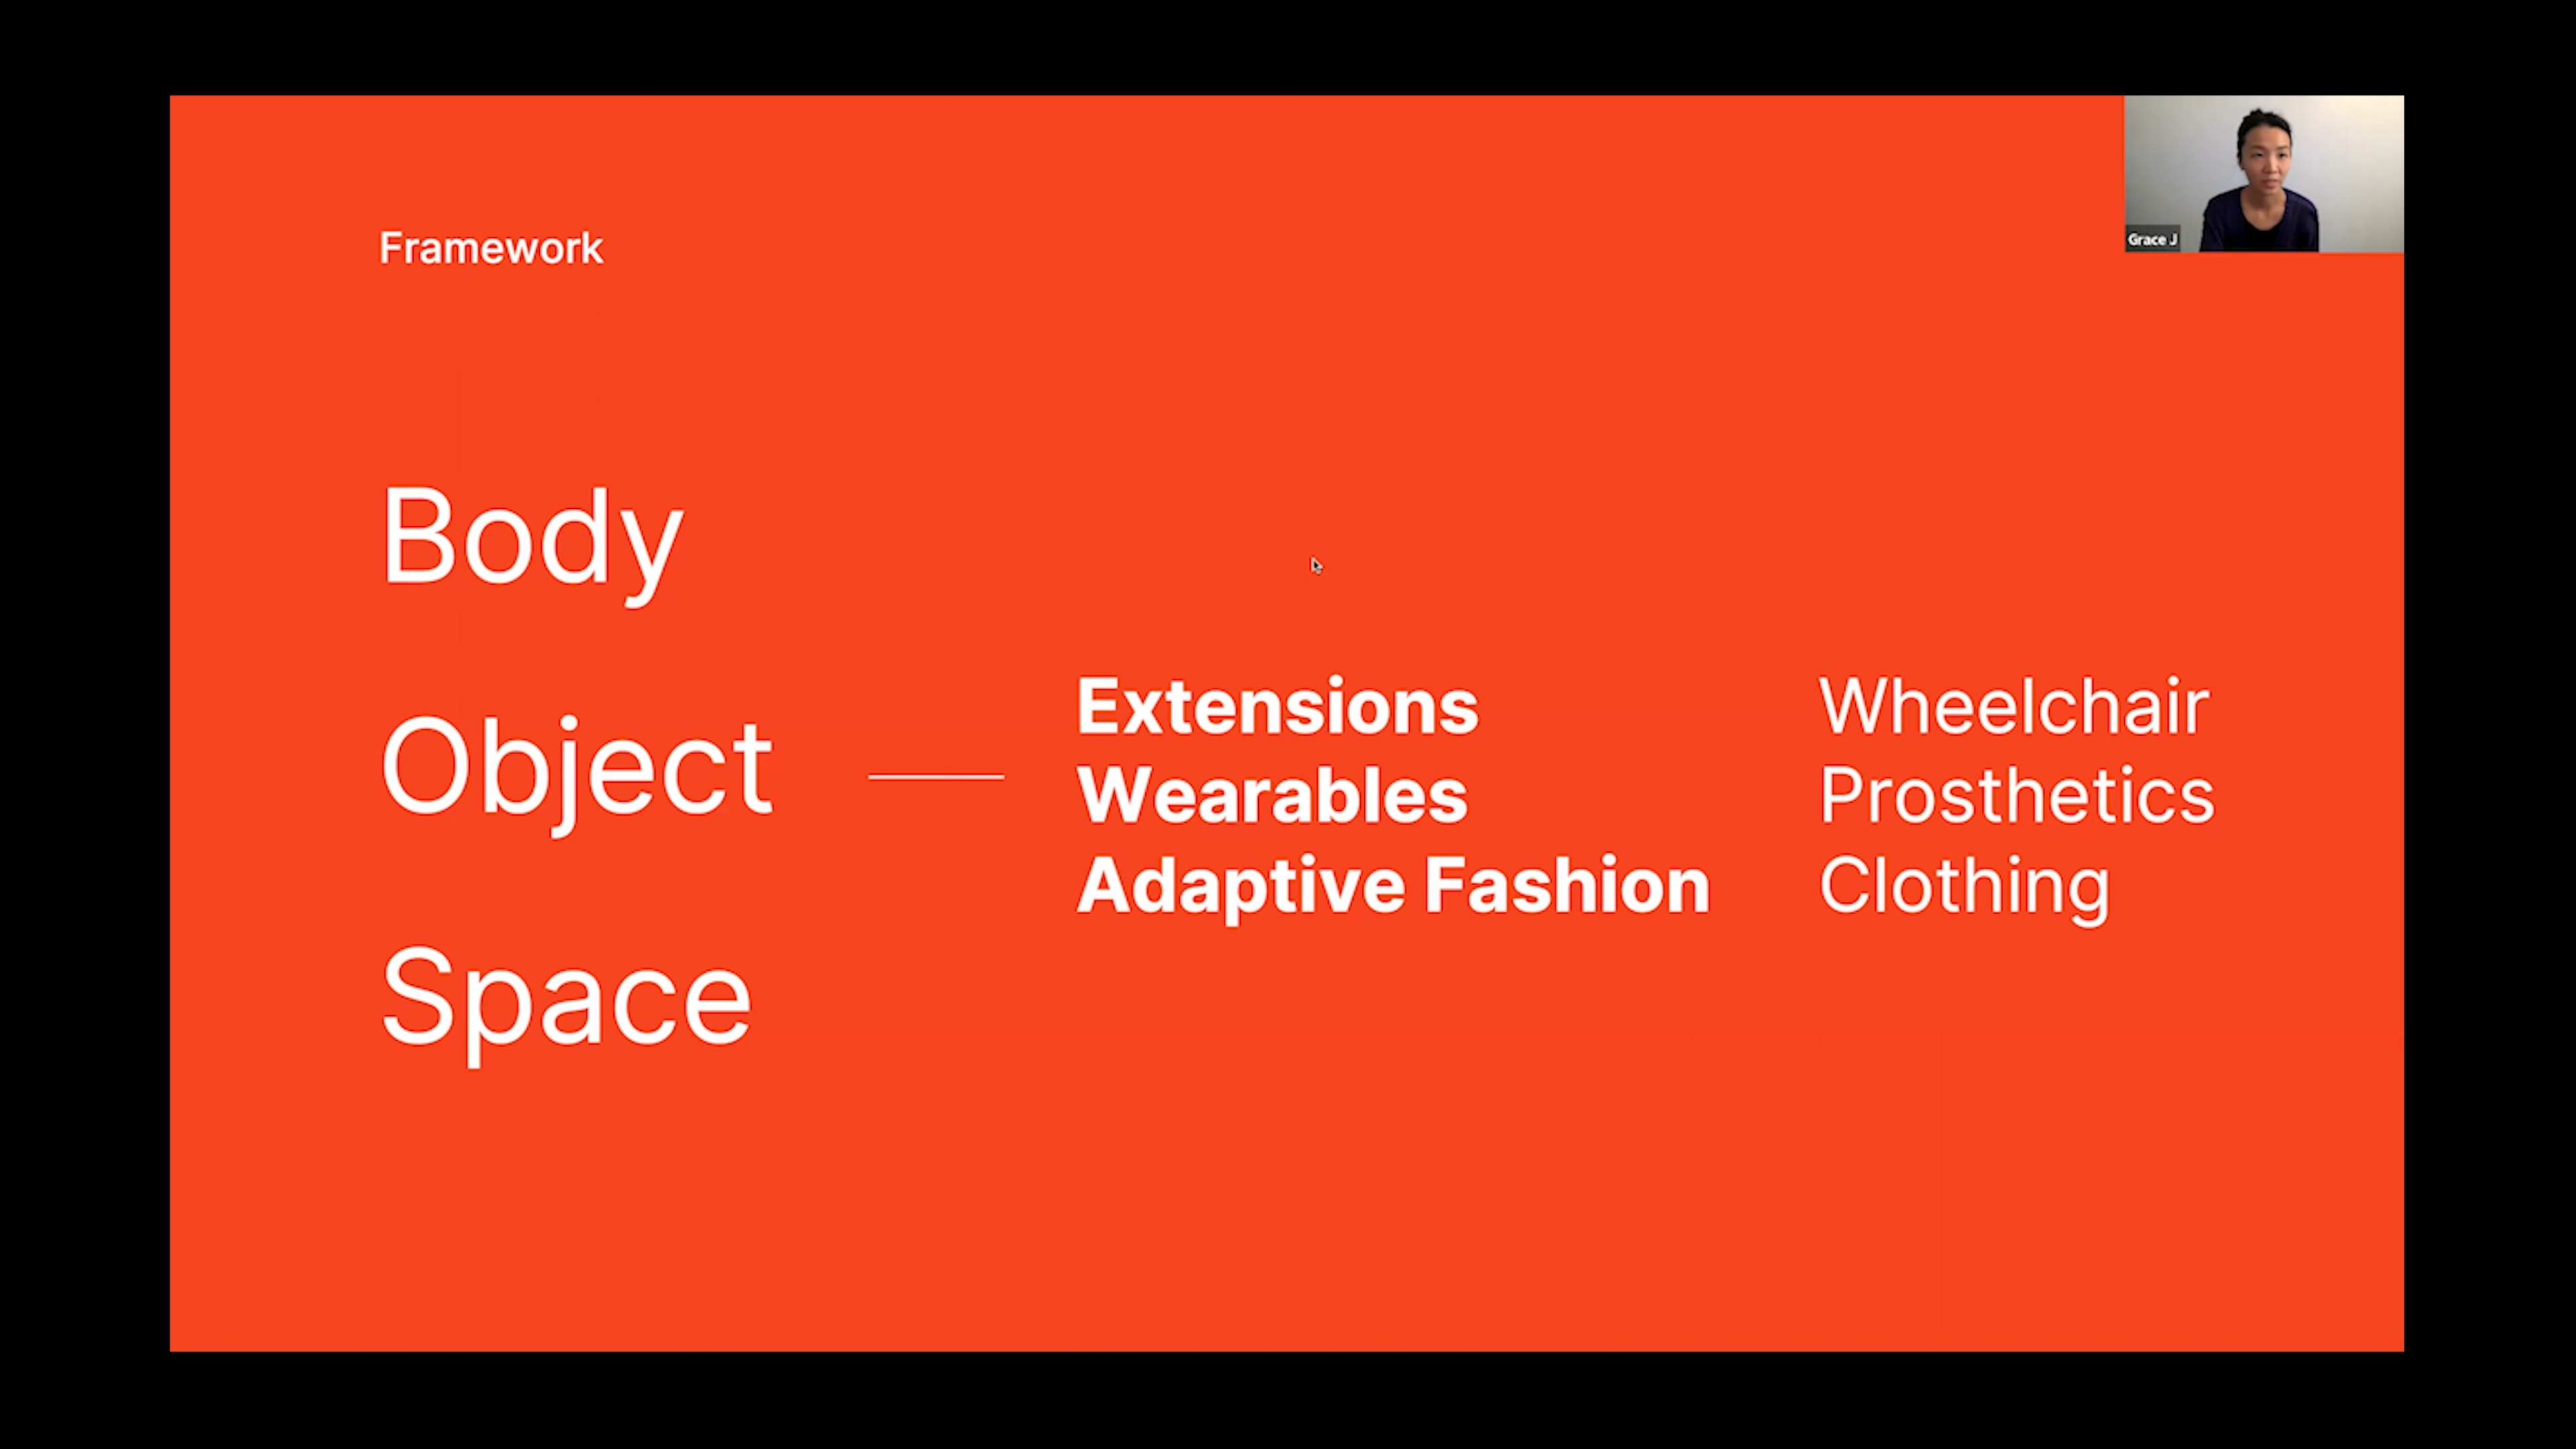 Framework
Grace J
Body
Object
Extensions
Wearables
Adaptive Fashion
Wheelchair
Prosthetics
Clothing
Space